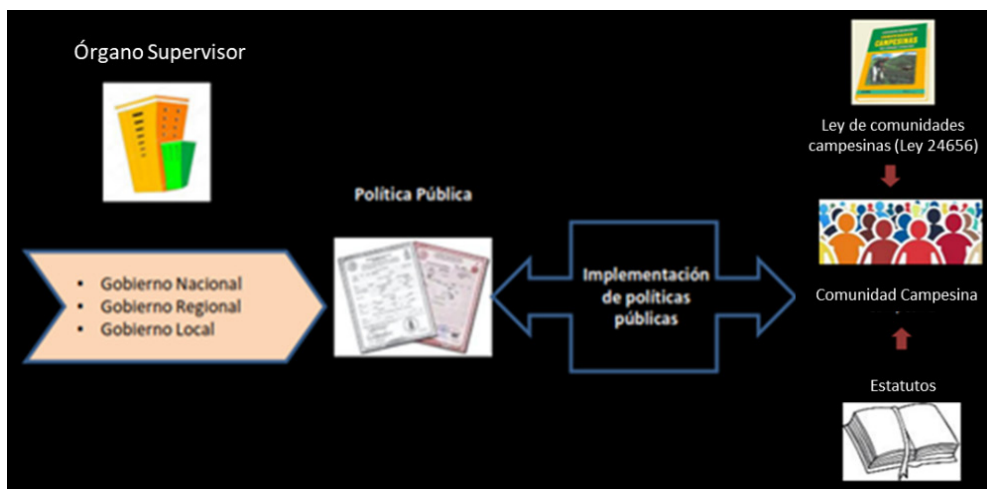 Órgano Supervisor
• Gobierno Nacional
• Gobierno Regional
• Gobierno Local
Política Pública
Implementación
de políticas
públicas
CAMPESINAS
Ley de comunidades
campesinas (Ley 24656)
Comunidad Campesina
Estatutos